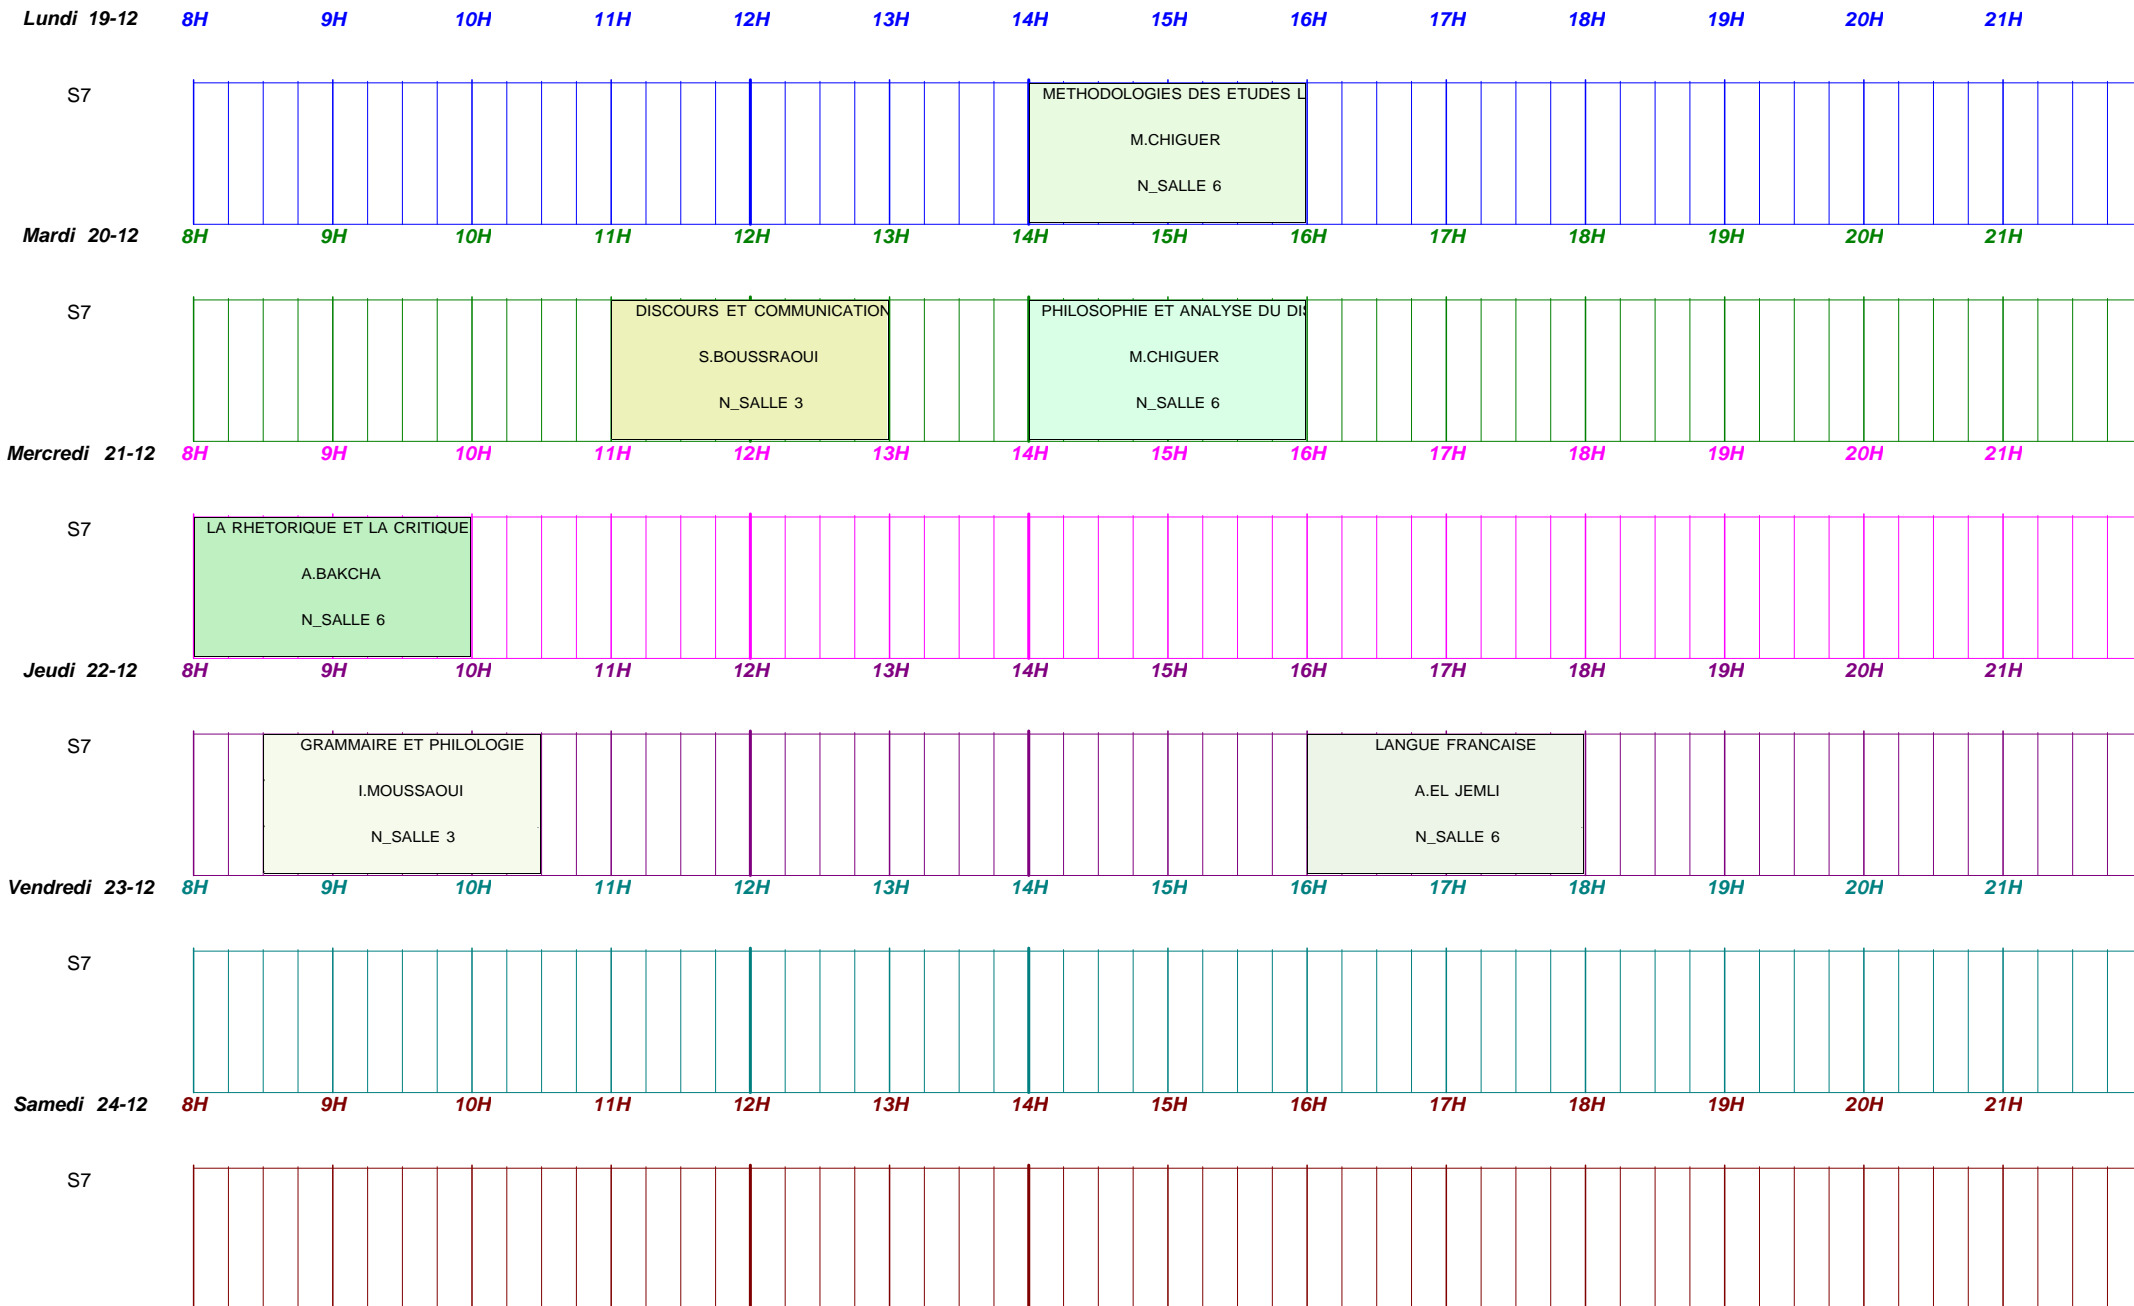 Lundi 19-12 8H 9H 10H 11H 12H 13H 14H 15H 16H 17H 18H 19H 20H 21H
S7
METHODOLOGIES DES ETUDES L
M.CHIGUER
N_SALLE 6
Mardi 20-12 8H 9H 10H 11H 12H 13H 14H 15H 16H 17H 18H 19H 20H 21H
S7
DISCOURS ET COMMUNICATION
S.BOUSSRAOUI
N_SALLE 3
PHILOSOPHIE ET ANALYSE DU DIS
M.CHIGUER
N_SALLE 6
Mercredi 21-12 8H 9H 10H 11H 12H 13H 14H 15H 16H 17H 18H 19H 20H 21H
S7
LA RHETORIQUE ET LA CRITIQUE
A.BAKCHA
N_SALLE 6
Jeudi 22-12 8H 9H 10H 11H 12H 13H 14H 15H 16H 17H 18H 19H 20H 21H
S7
GRAMMAIRE ET PHILOLOGIE
I.MOUSSAOUI
N_SALLE 3
LANGUE FRANCAISE
A.EL JEMLI
N_SALLE 6
Vendredi 23-12 8H 9H 10H 11H 12H 13H 14H 15H 16H 17H 18H 19H 20H 21H
S7
Samedi 24-12 8H 9H 10H 11H 12H 13H 14H 15H 16H 17H 18H 19H 20H 21H
S7